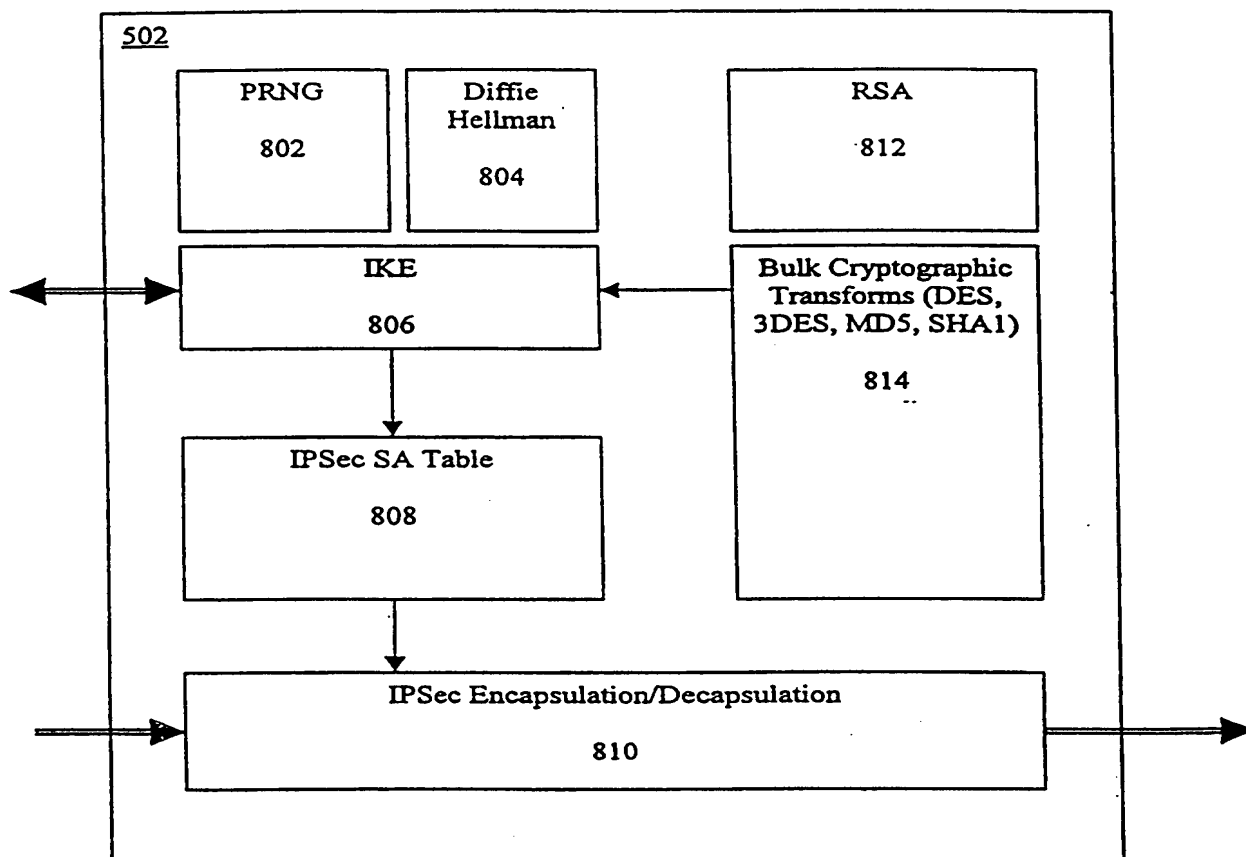 502
PRNG
802
Diffie
Hellman
804
RSA
812
IKE
806
Bulk Cryptographic
Transforms (DES,
3DES, MD5, SHA1)
814
IPSec SA Table
808
IPSec Encapsulation/Decapsulation
810